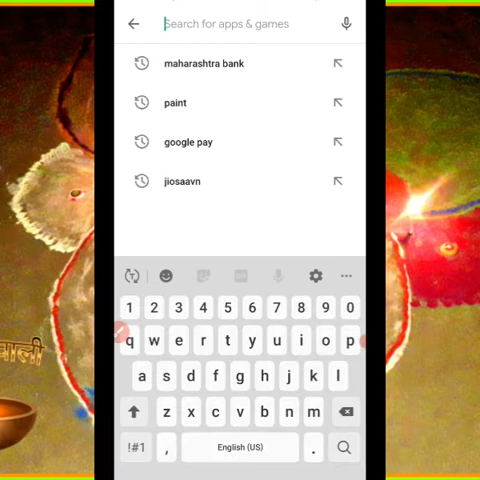 Search for apps & games
maharashtra bank
paint
google pay
jiosaavn
1 2 3 4 5 6 7 8 9 0
q w e r t y u i o p
a s d f g h j k l
z x c v b n m
!#1 , English (US) .